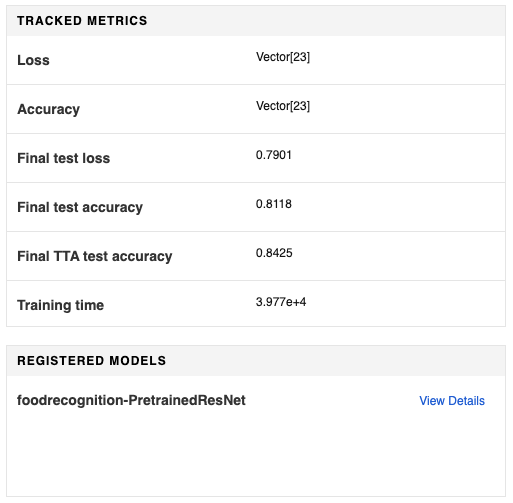 TRACKED METRICS
Loss Vector[23]
Accuracy Vector[23]
Final test loss 0.7901
Final test accuracy 0.8118
Final TTA test accuracy 0.8425
Training time 3.977e+4
REGISTERED MODELS
foodrecognition-PretrainedResNet View Details